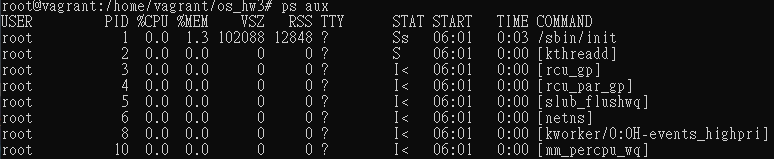 root@vagrant:/home/vagrant/os_hw3# ps aux
USER PID %CPU %MEM VSZ RSS TTY STAT START TIME COMMAND
root 1 0.0 1.3 102088 12848 ? Ss 06:01 0:03 /sbin/init
root 2 0.0 0.0 0 0 ? S 06:01 0:00 [kthreadd]
root 3 0.0 0.0 0 0 ? I< 06:01 0:00 [rcu_gp]
root 4 0.0 0.0 0 0 ? I< 06:01 0:00 [rcu_par_gp]
root 5 0.0 0.0 0 0 ? I< 06:01 0:00 [slub_flushwq]
root 6 0.0 0.0 0 0 ? I< 06:01 0:00 [netns]
root 8 0.0 0.0 0 0 ? I< 06:01 0:00 [kworker/0:0H-events_highpri]
root 10 0.0 0.0 0 0 ? I< 06:01 0:00 [mm_percpu_wq]